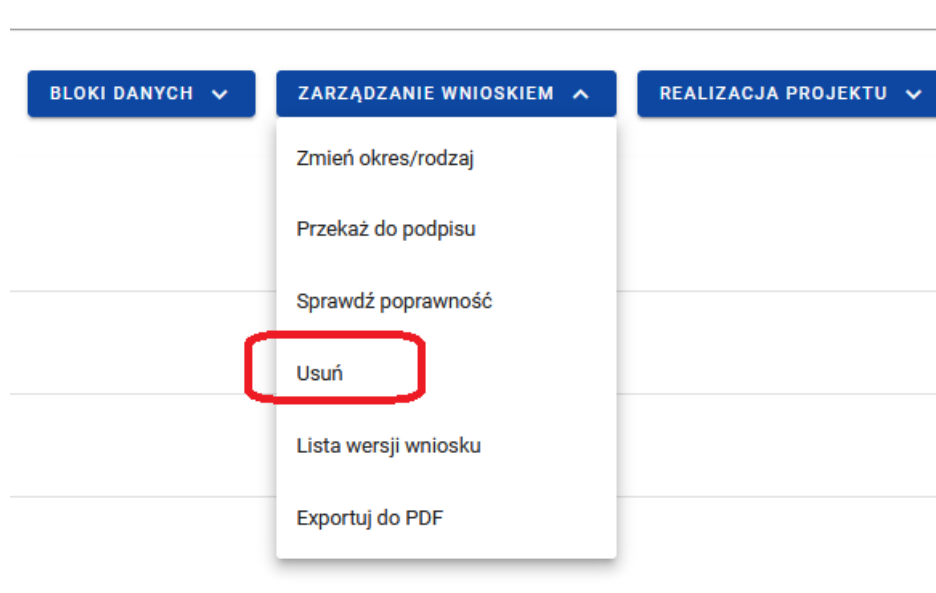 BLOKI DANYCH
ZARZĄDZANIE WNIOSKIEM
REALIZACJA PROJEKTU
Zmień okres/rodzaj
Przekaż do podpisu
Sprawdź poprawność
Usuń
Lista wersji wniosku
Exportuj do PDF